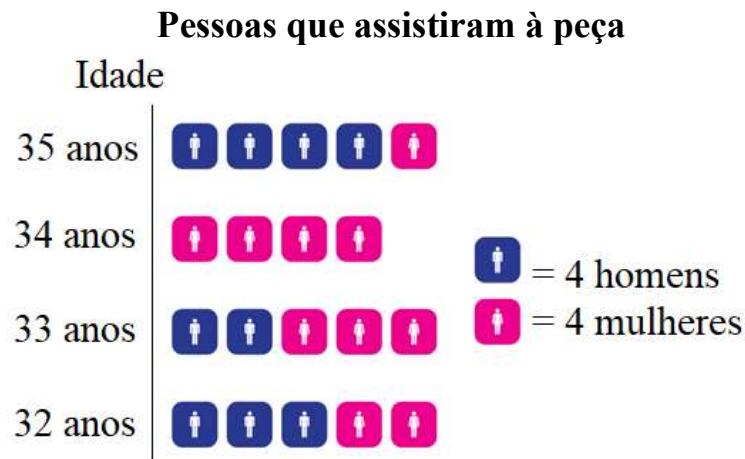 Pessoas que assistiram à peça
Idade
35 anos
34 anos
= 4 homens
33 anos
= 4 mulheres
32 anos